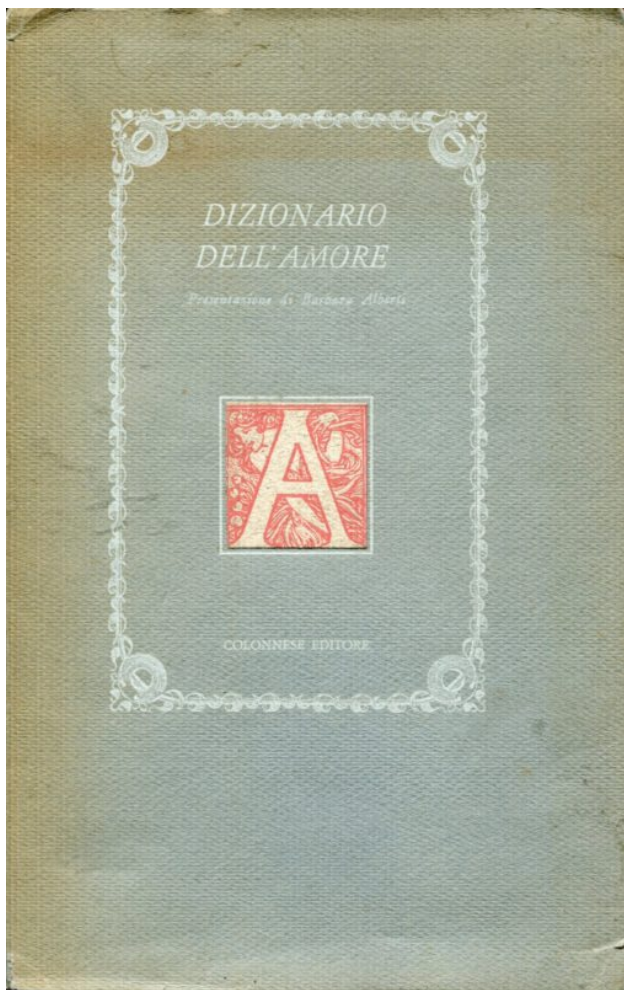 DIZIONARIO
DELL'AMORE
Presentazione di Barbara Alberti
A
COLONNESE EDITORE